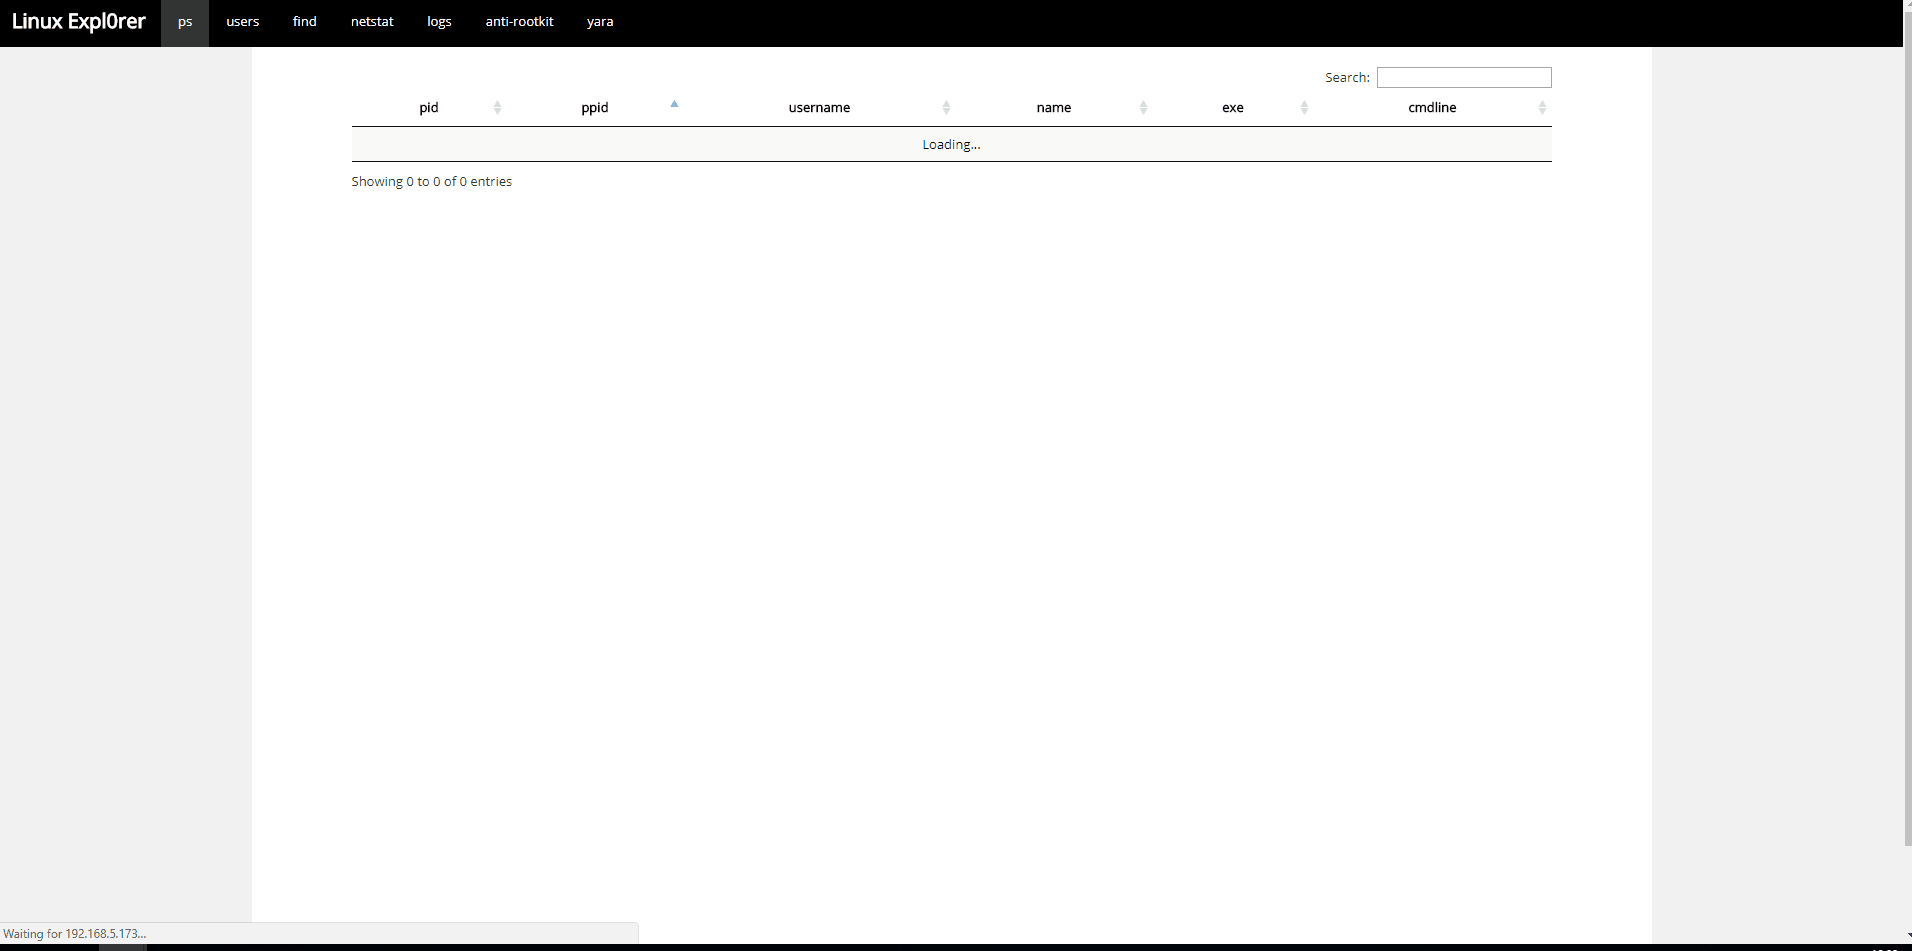 Linux Expl0rer ps users find netstat logs anti-rootkit yara
Search:
pid ppid username name exe cmdline
Loading...
Showing 0 to 0 of 0 entries
Waiting for 192.168.5.173...